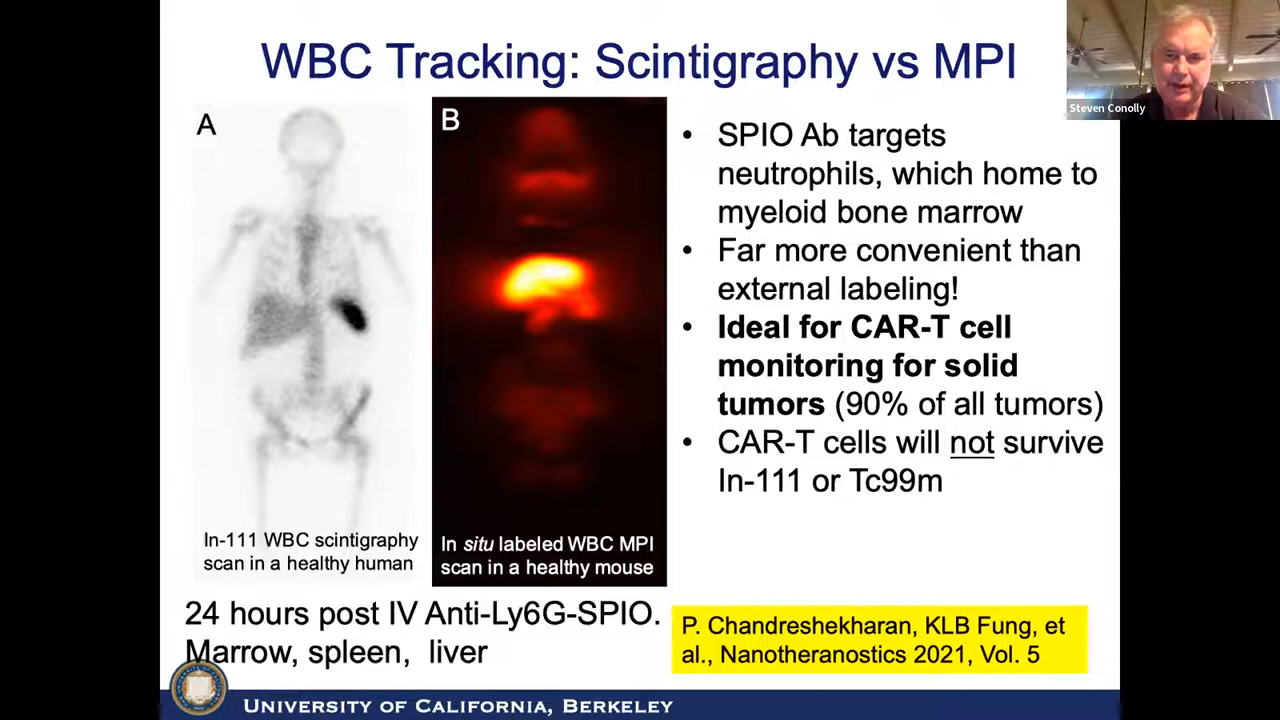 WBC Tracking: Scintigraphy vs MPI
Steven Conolly
A
B
In-111 WBC scintigraphy
scan in a healthy human
In situ labeled WBC MPI
scan in a healthy mouse
• SPIO Ab targets
neutrophils, which home to
myeloid bone marrow
• Far more convenient than
external labeling!
• Ideal for CAR-T cell
monitoring for solid
tumors (90% of all tumors)
• CAR-T cells will not survive
In-111 or Tc99m
24 hours post IV Anti-Ly6G-SPIO.
Marrow, spleen, liver
P. Chandreshekharan, KLB Fung, et
al., Nanotheranostics 2021, Vol. 5
UNIVERSITY OF CALIFORNIA, BERKELEY